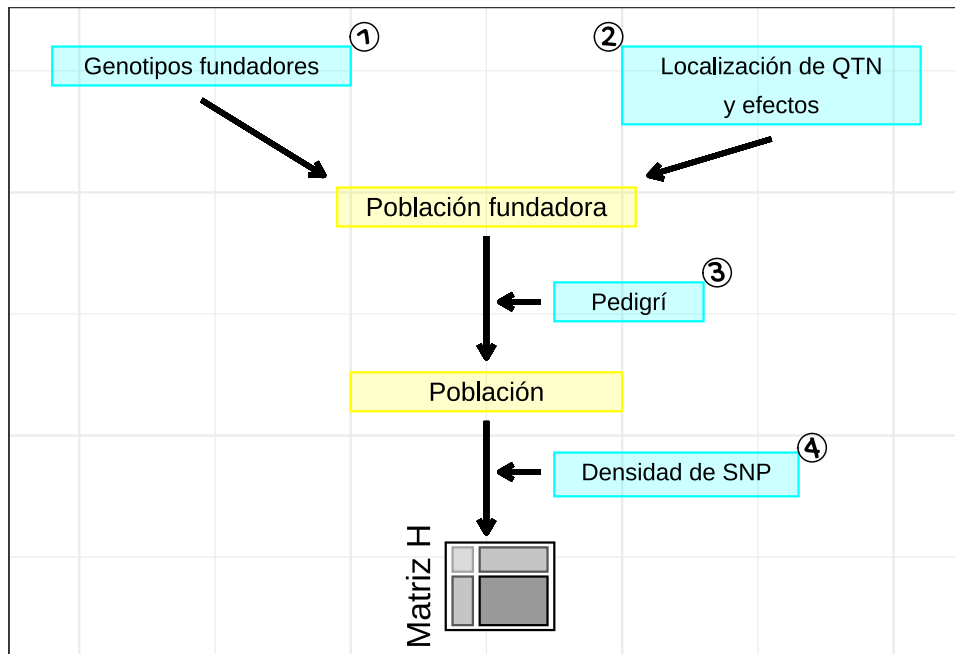 1
Genotipos fundadores
2
Localización de QTN
y efectos
Población fundadora
3
Pedigrí
Población
4
Densidad de SNP
Matriz H